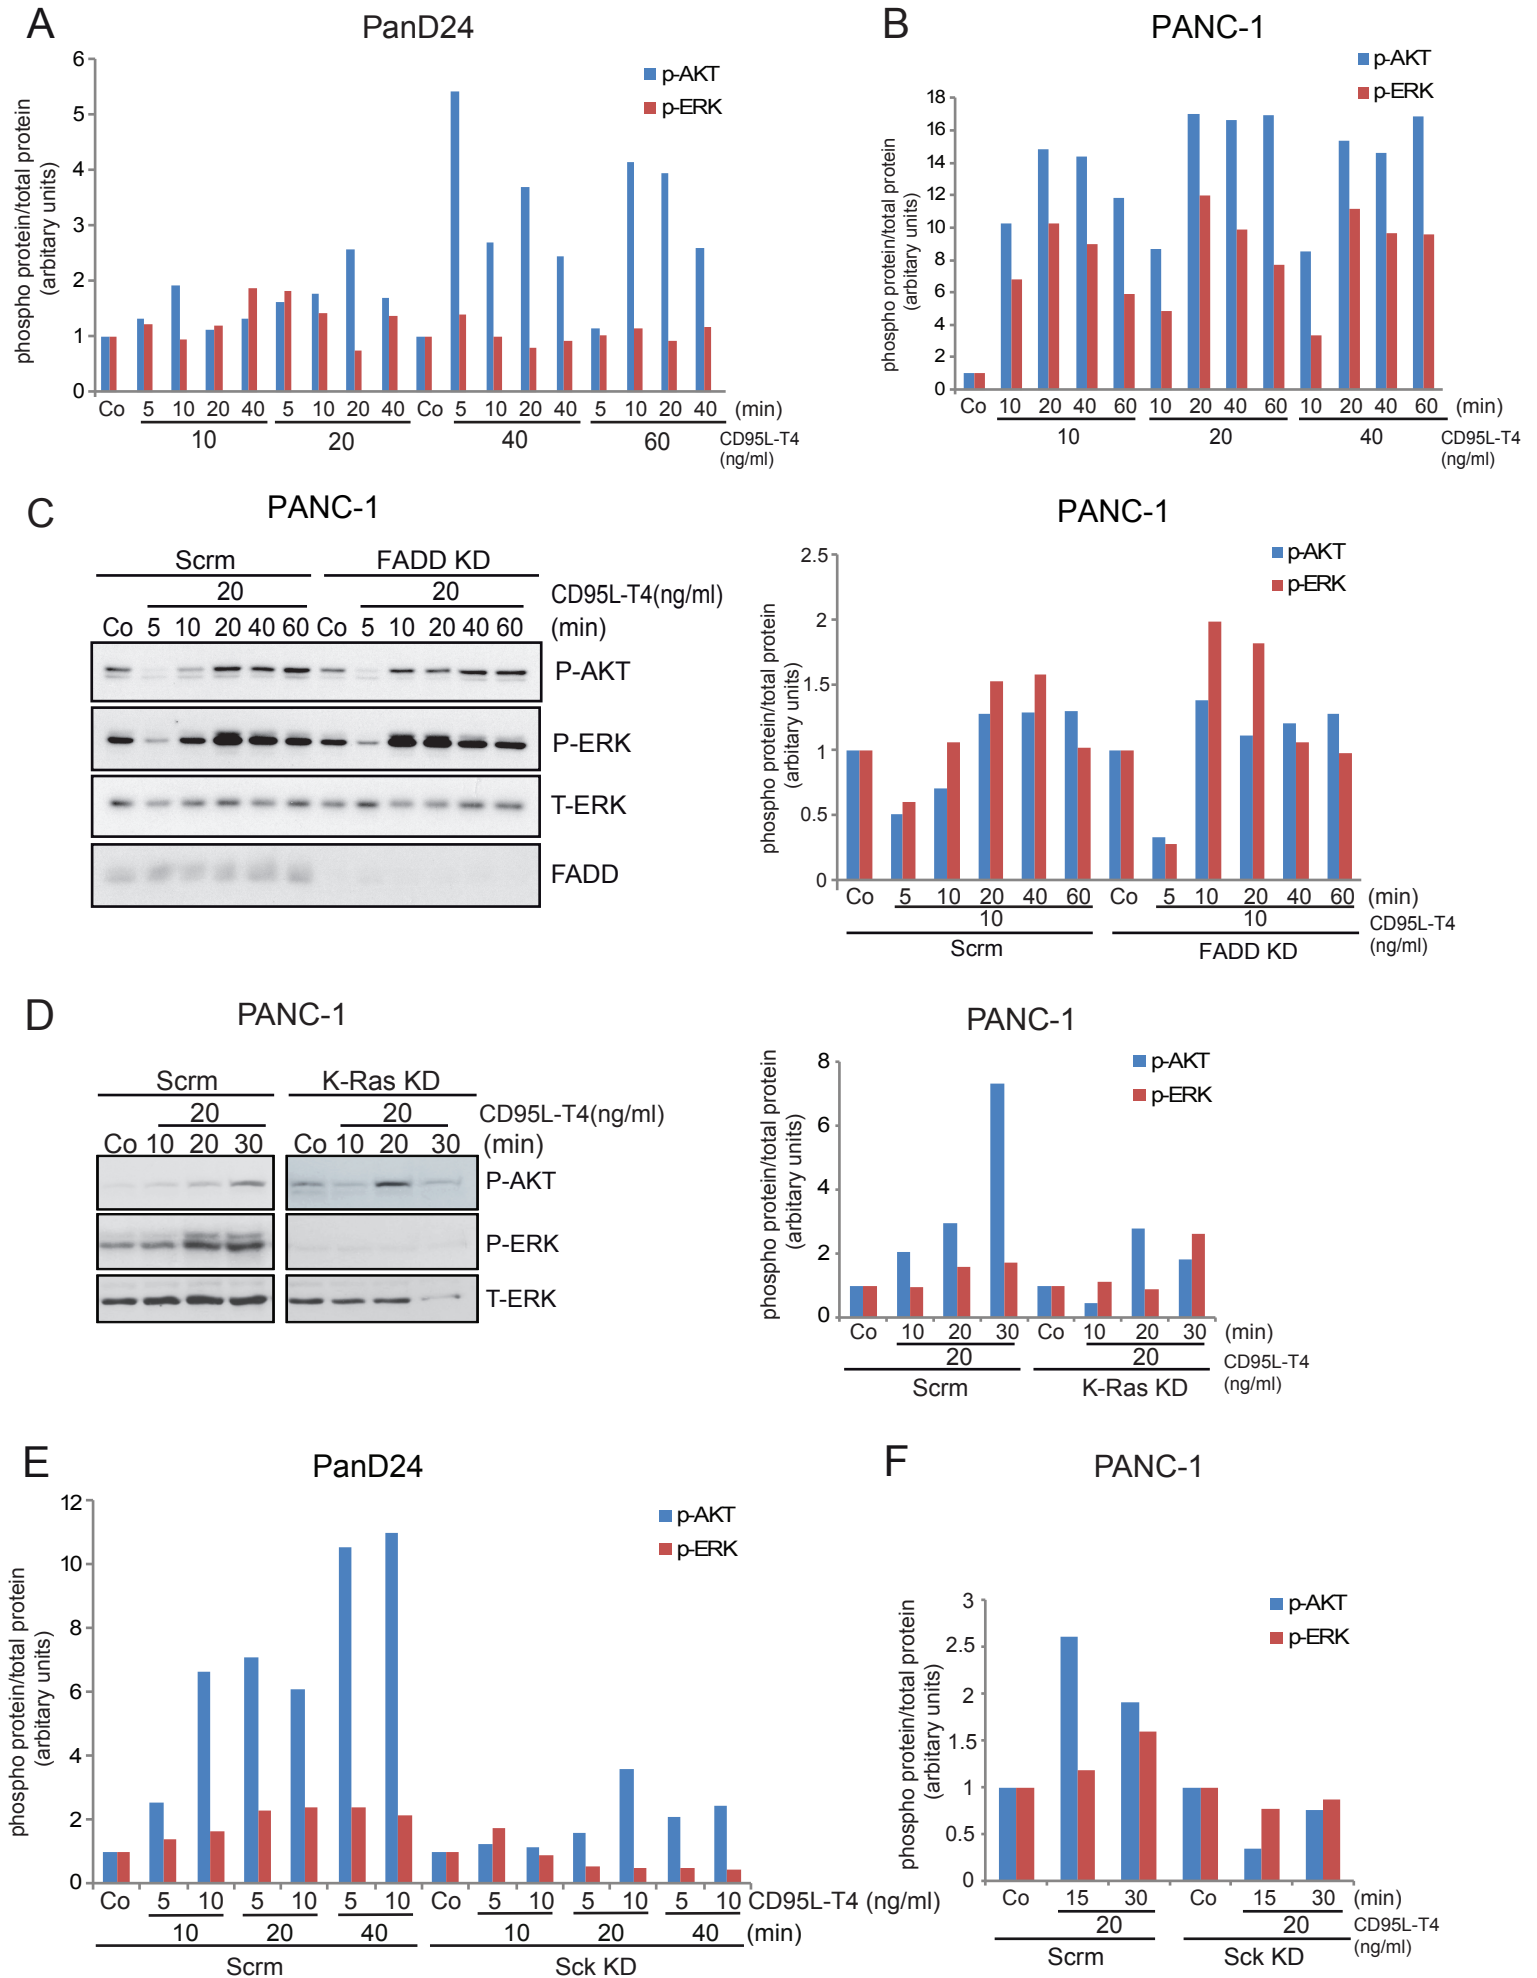 A
PanD24
p-AKT
p-ERK
phospho protein/total protein
(arbitary units)
6
5
4
3
2
1
0
Co 5 10 20 40 5 10 20 40 Co 5 10 20 40 5 10 20 40 (min)
10 20 40 60 CD95L-T4
(ng/ml)
B
PANC-1
p-AKT
p-ERK
phospho protein/total protein
(arbitary units)
18
16
14
12
10
8
6
4
2
0
Co 10 20 40 60 10 20 40 60 10 20 40 60 (min)
10 20 40 CD95L-T4
(ng/ml)
C
PANC-1
Scrm FADD KD
20 20 CD95L-T4(ng/ml)
Co 5 10 20 40 60 Co 5 10 20 40 60 (min)
P-AKT
P-ERK
T-ERK
FADD
PANC-1
p-AKT
p-ERK
phospho protein/total protein
(arbitary units)
2.5
2
1.5
1
0.5
0
Co 5 10 20 40 60 Co 5 10 20 40 60 (min)
10 10 CD95L-T4
(ng/ml)
Scrm FADD KD
D
PANC-1
Scrm K-Ras KD
20 20 CD95L-T4(ng/ml)
Co 10 20 30 Co 10 20 30 (min)
P-AKT
P-ERK
T-ERK
PANC-1
p-AKT
p-ERK
phospho protein/total protein
(arbitary units)
8
6
4
2
0
Co 10 20 30 Co 10 20 30 (min)
20 20 CD95L-T4
(ng/ml)
Scrm K-Ras KD
E
PanD24
p-AKT
p-ERK
phospho protein/total protein
(arbitary units)
12
10
8
6
4
2
0
Co 5 10 5 10 5 10 Co 5 10 5 10 5 10 CD95L-T4 (ng/ml)
10 20 40 10 20 40 (min)
Scrm Sck KD
F
PANC-1
p-AKT
p-ERK
phospho protein/total protein
(arbitary units)
3
2.5
2
1.5
1
0.5
0
Co 15 30 Co 15 30 (min)
20 20 CD95L-T4
(ng/ml)
Scrm Sck KD